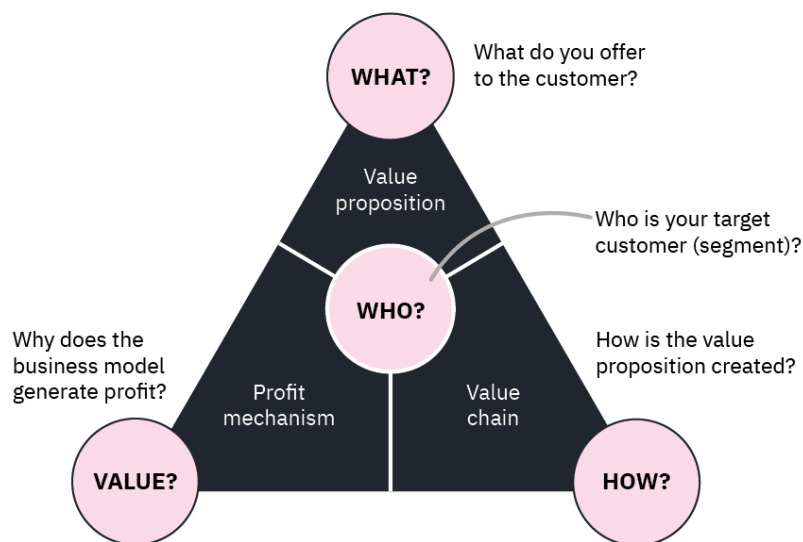 WHAT?
What do you offer
to the customer?
Value
proposition
Who is your target
customer (segment)?
WHO?
Why does the
business model
generate profit?
How is the value
proposition created?
Profit
mechanism
Value
chain
VALUE?
HOW?